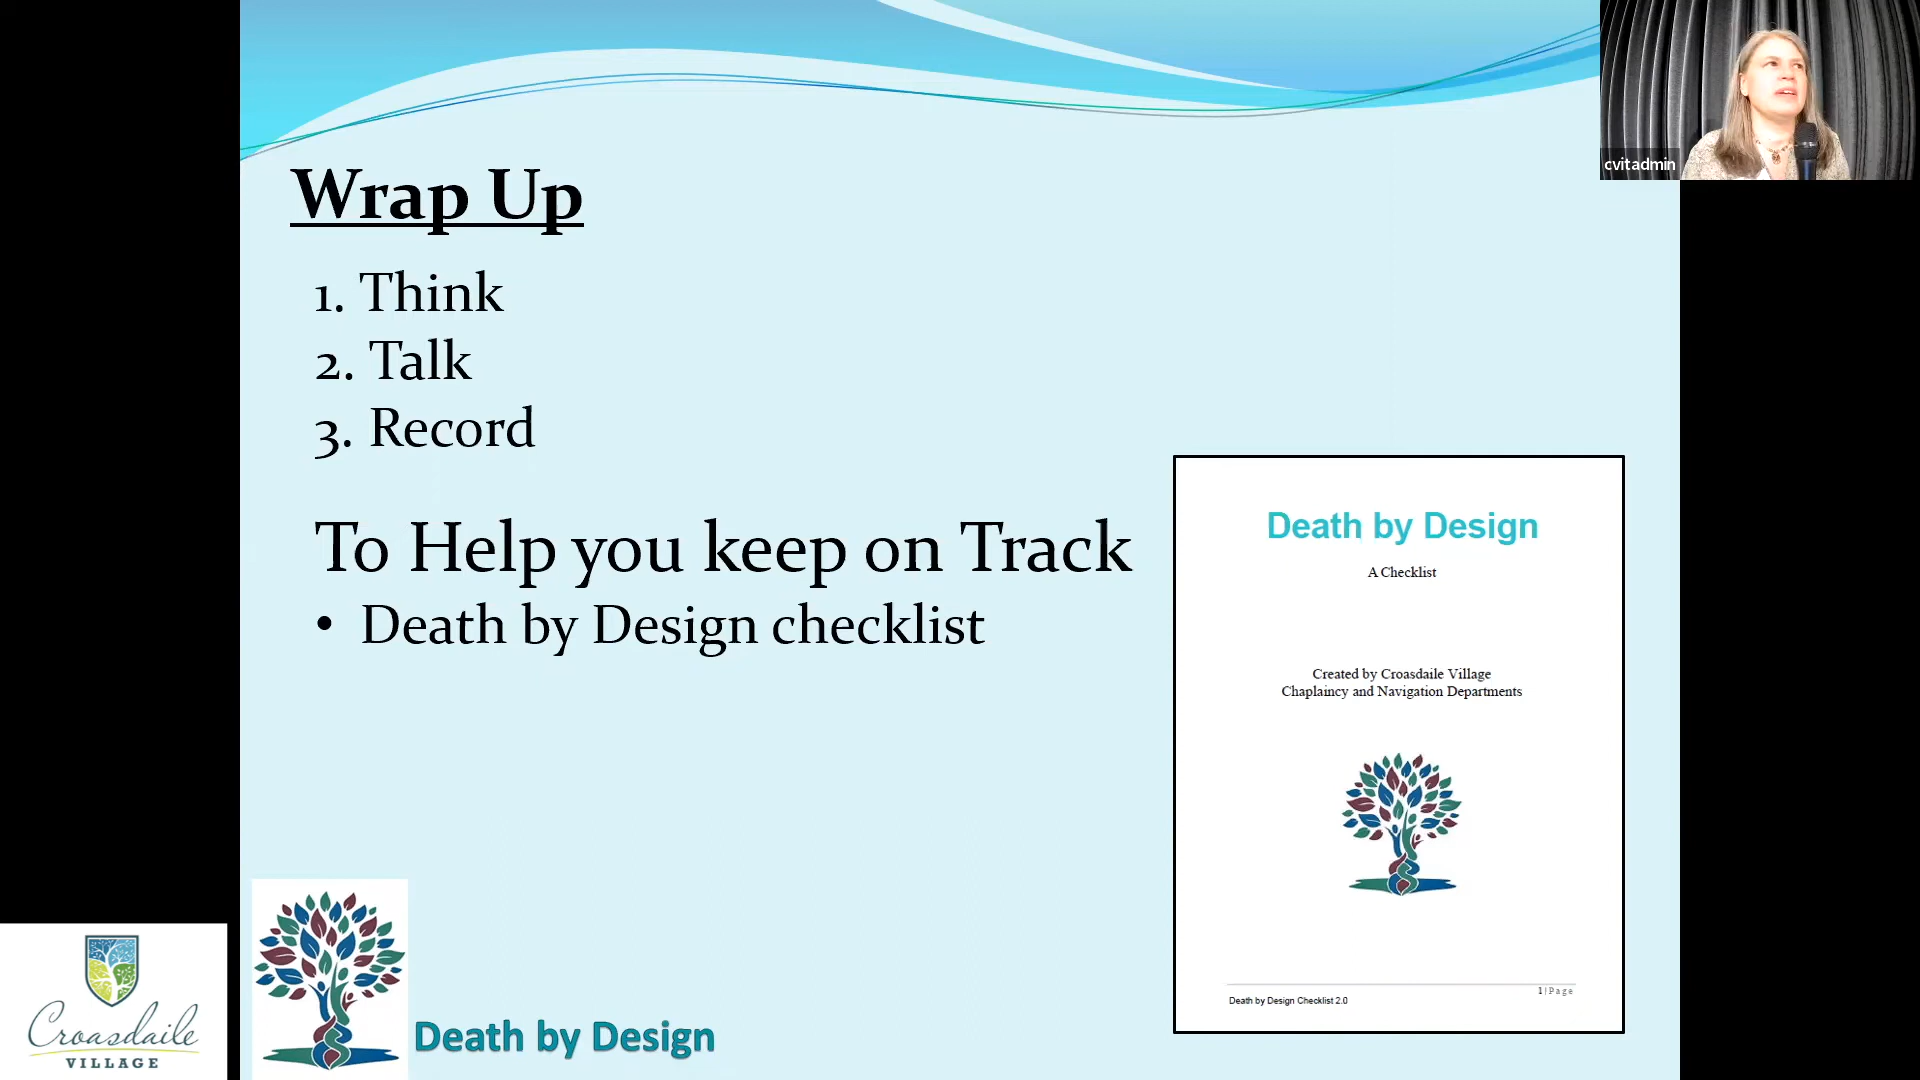 cvitadmin
Wrap Up
1. Think
2. Talk
3. Record
To Help you keep on Track
• Death by Design checklist
Death by Design
A Checklist
Created by Croasdaile Village
Chaplaincy and Navigation Departments
1 | Page
Death by Design Checklist 2.0
Croasdaile
VILLAGE
Death by Design